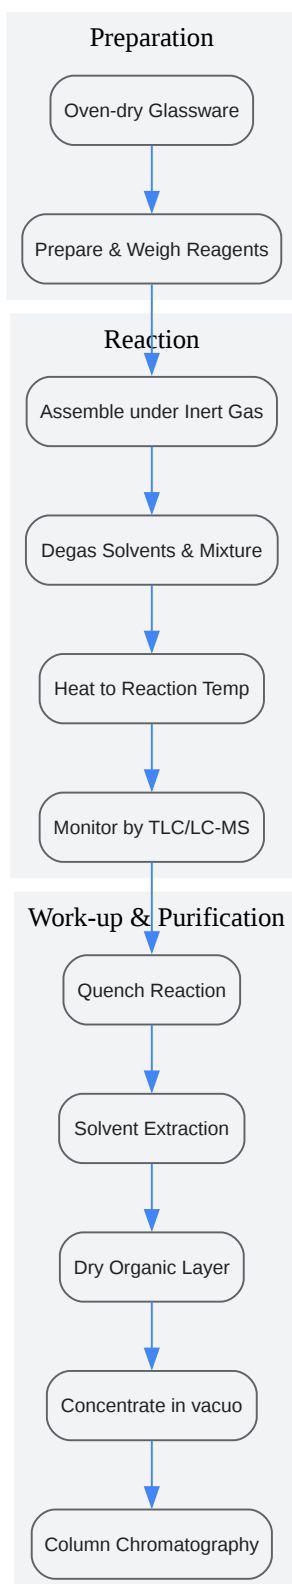 Preparation
Oven-dry Glassware
Prepare & Weigh Reagents
Reaction
Assemble under Inert Gas
Degas Solvents & Mixture
Heat to Reaction Temp
Monitor by TLC/LC-MS
Work-up & Purification
Quench Reaction
Solvent Extraction
Dry Organic Layer
Concentrate in vacuo
Column Chromatography